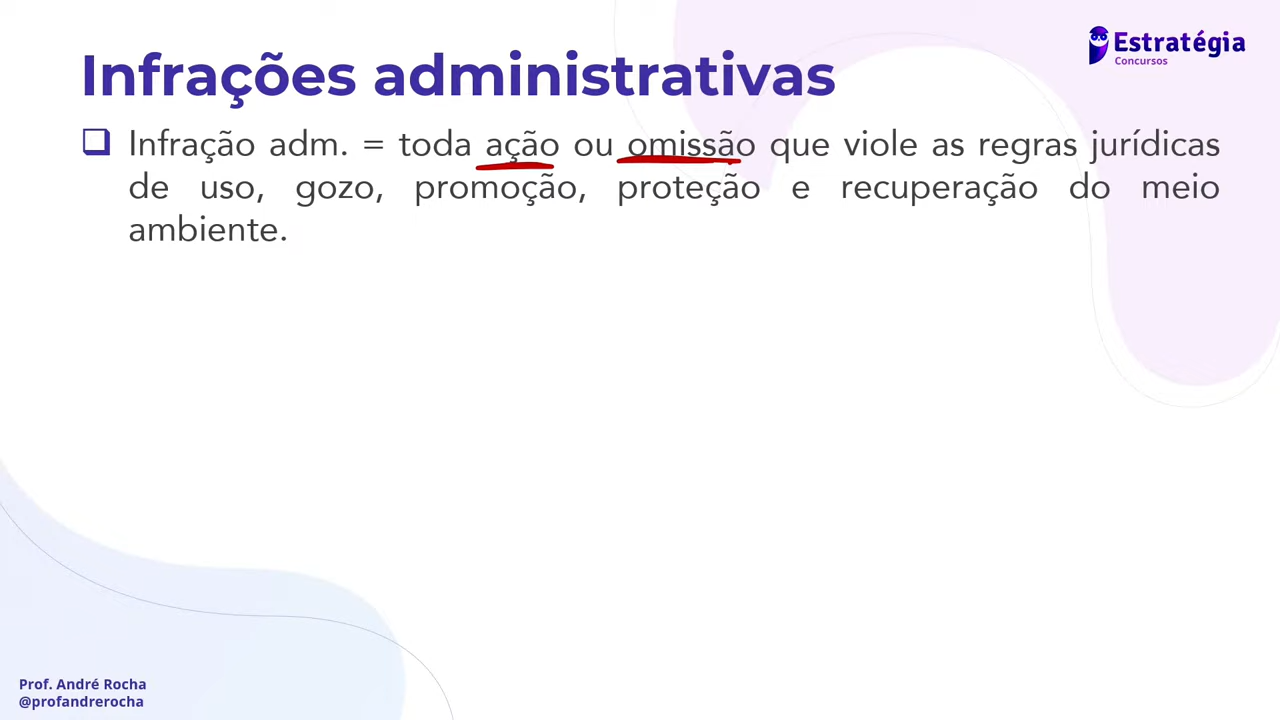 Estratégia
Concursos
Infrações administrativas
Infração adm. = toda ação ou omissão que viole as regras jurídicas
de uso, gozo, promoção, proteção e recuperação do meio
ambiente.
Prof. André Rocha
@profandrerocha